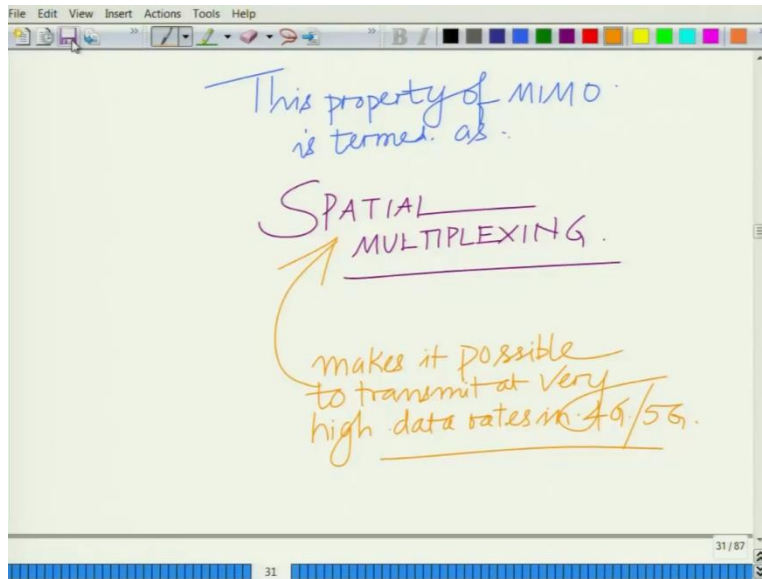 File Edit View Insert Actions Tools Help
B I
This property of MIMO
is termed. as.
SPATIAL
MULTIPLEXING.
makes it possible
to transmit at very
high data rates in 4G/5G.
31/87
31